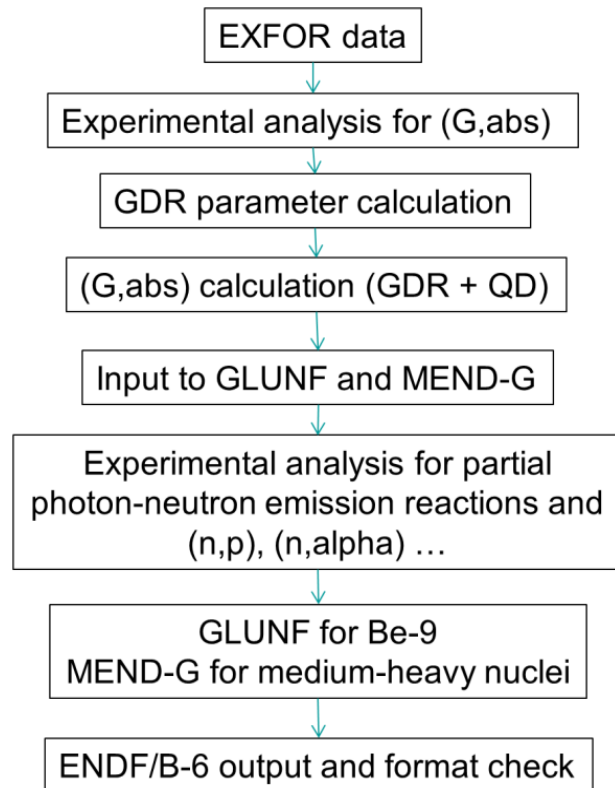 EXFOR data
Experimental analysis for (G,abs)
GDR parameter calculation
(G,abs) calculation (GDR + QD)
Input to GLUNF and MEND-G
Experimental analysis for partial
photon-neutron emission reactions and
(n,p), (n,alpha) ...
GLUNF for Be-9
MEND-G for medium-heavy nuclei
ENDF/B-6 output and format check